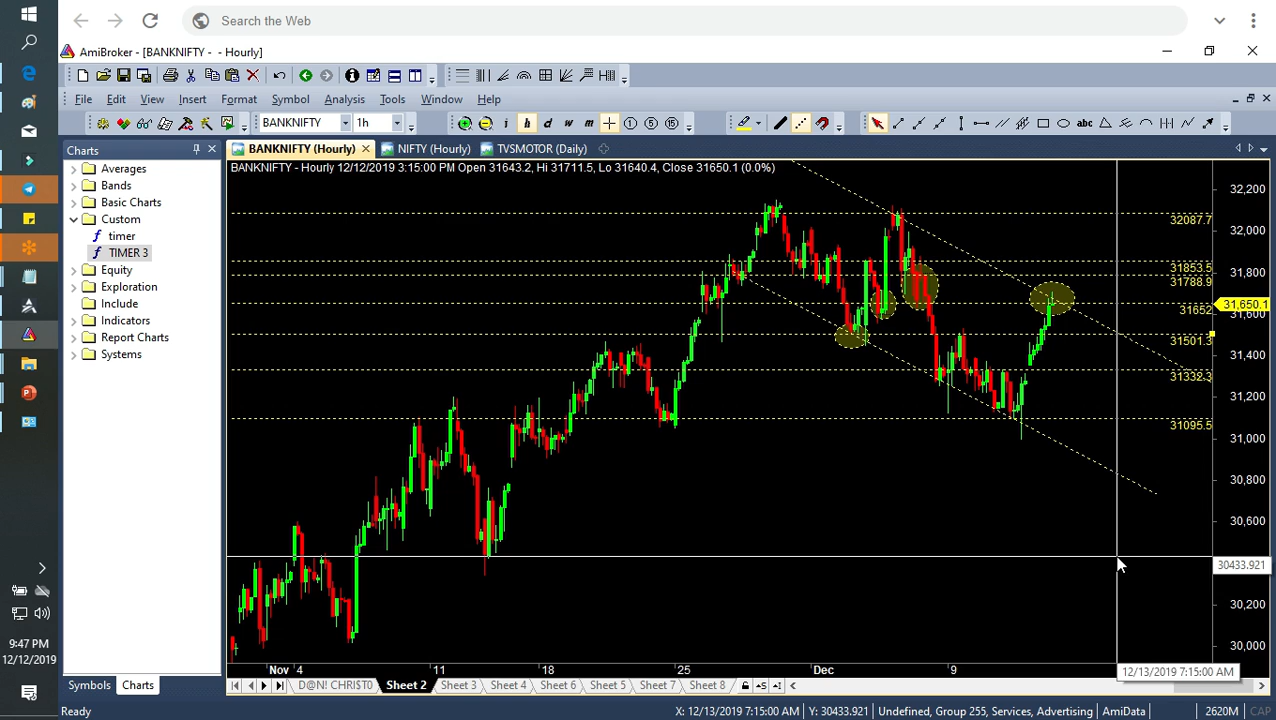 Search the Web
AmiBroker - [BANKNFTY - - Hourly]
File Edit View Insert Format Symbol Analysis Tools Window Help
BANKNIFTY 1h
i h d w m 1 5 15 abc
Charts
BANKNIFTY (Hourly) NIFTY (Hourly) TVSMOTOR (Daily)
BANKNIFTY - Hourly 12/12/2019 3:15:00 PM Open 31643.2, Hi 31711.5, Lo 31640.4, Close 31650.1 (0.0%)
Averages
Bands
Basic Charts
Custom
timer
TIMER 3
Equity
Exploration
Include
Indicators
Report Charts
Systems
32,200
32087.7
32,000
31853.5
31,800
31788.9
31,650.1
31652
31,600
31501.3
31,400
31332.3
31,200
31095.5
31,000
30,800
30,600
30433.921
30,200
30,000
Nov 4 11 18 25 Dec 9
12/13/2019 7:15:00 AM
Symbols Charts
D@N! CHRI$T0 Sheet 2 Sheet 3 Sheet 4 Sheet 6 Sheet 5 Sheet 7 Sheet 8
9:47 PM
12/12/2019
Ready
X: 12/13/2019 7:15:00 AM Y: 30433.921 Undefined, Group 255, Services, Advertising AmiData 2620M CAP